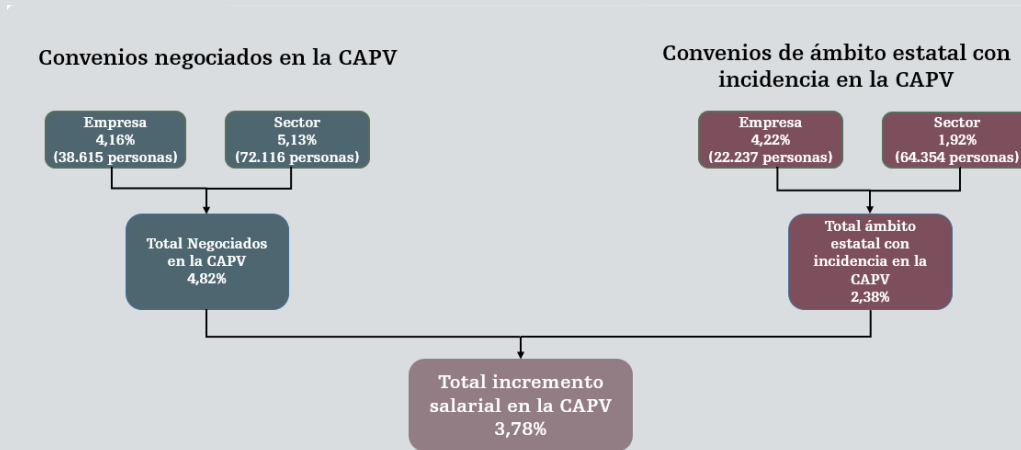 Convenios negociados en la CAPV
Convenios de ámbito estatal con
incidencia en la CAPV
Empresa
4,16%
(38.615 personas)
Sector
5,13%
(72.116 personas)
Empresa
4,22%
(22.237 personas)
Sector
1,92%
(64.354 personas)
Total Negociados
en la CAPV
4,82%
Total ámbito
estatal con
incidencia en la
CAPV
2,38%
Total incremento
salarial en la CAPV
3,78%